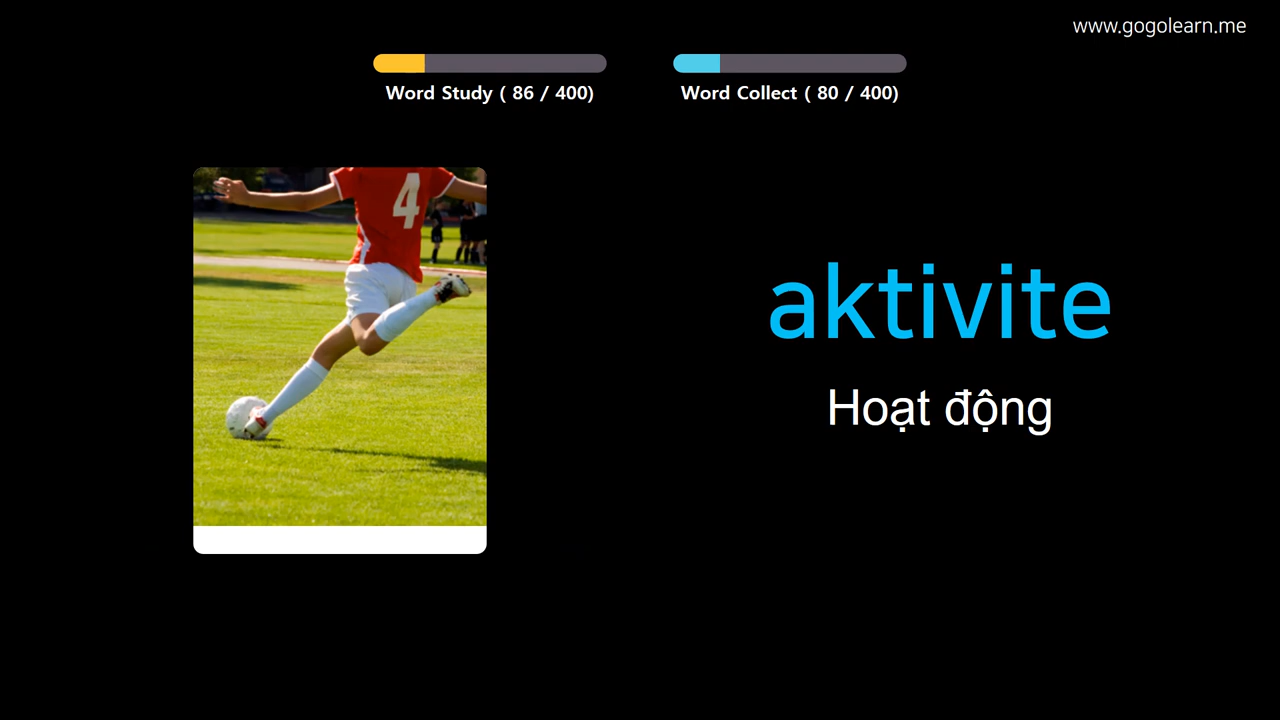 www.gogolearn.me
Word Study ( 86 / 400)
Word Collect ( 80 / 400)
4
aktivite
Hoạt động